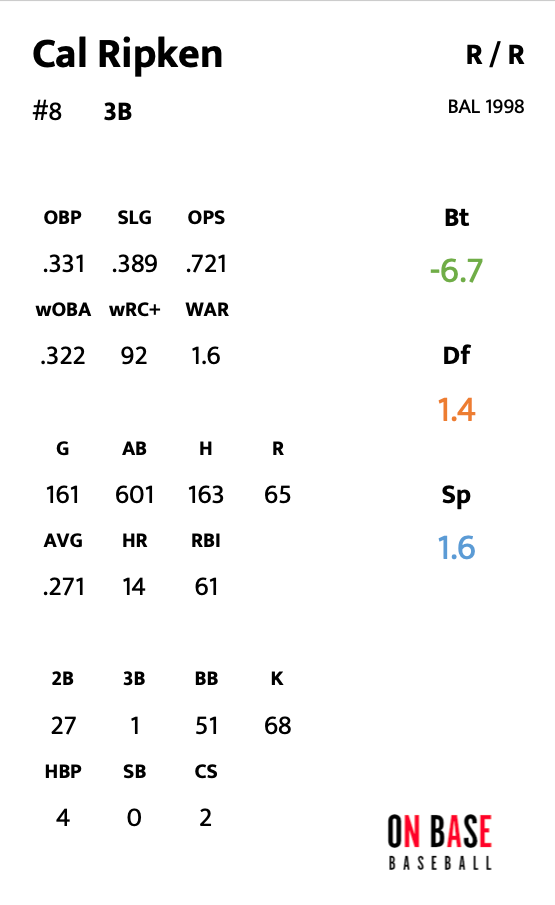 Cal Ripken
R / R
#8 3B
BAL 1998
OBP SLG OPS
Bt
.331 .389 .721
-6.7
wOBA wRC+ WAR
.322 92 1.6
Df
1.4
G AB H R
161 601 163 65
Sp
AVG HR RBI
1.6
.271 14 61
2B 3B BB K
27 1 51 68
HBP SB CS
4 0 2
ON BASE
BASEBALL